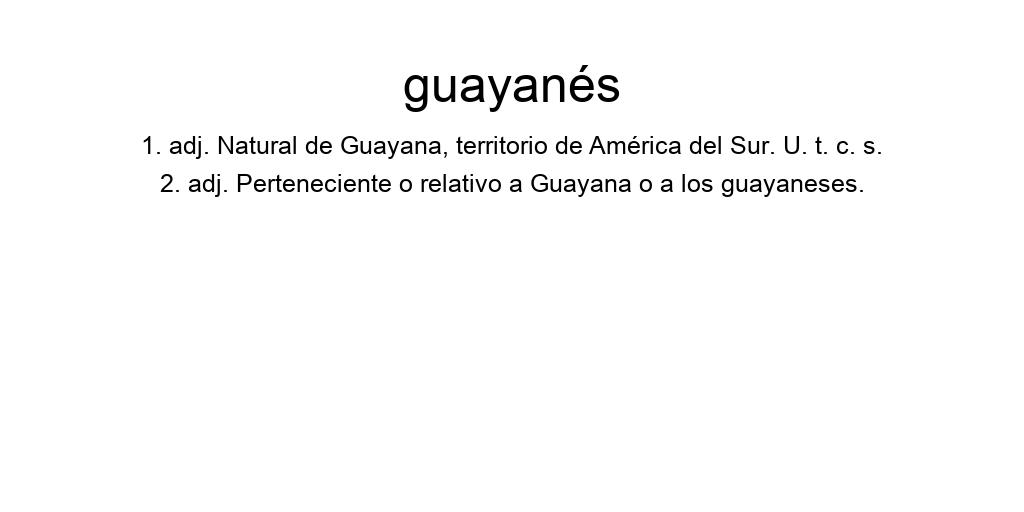 guayanés
1. adj. Natural de Guayana, territorio de América del Sur. U. t. c. s.
2. adj. Perteneciente o relativo a Guayana o a los guayaneses.